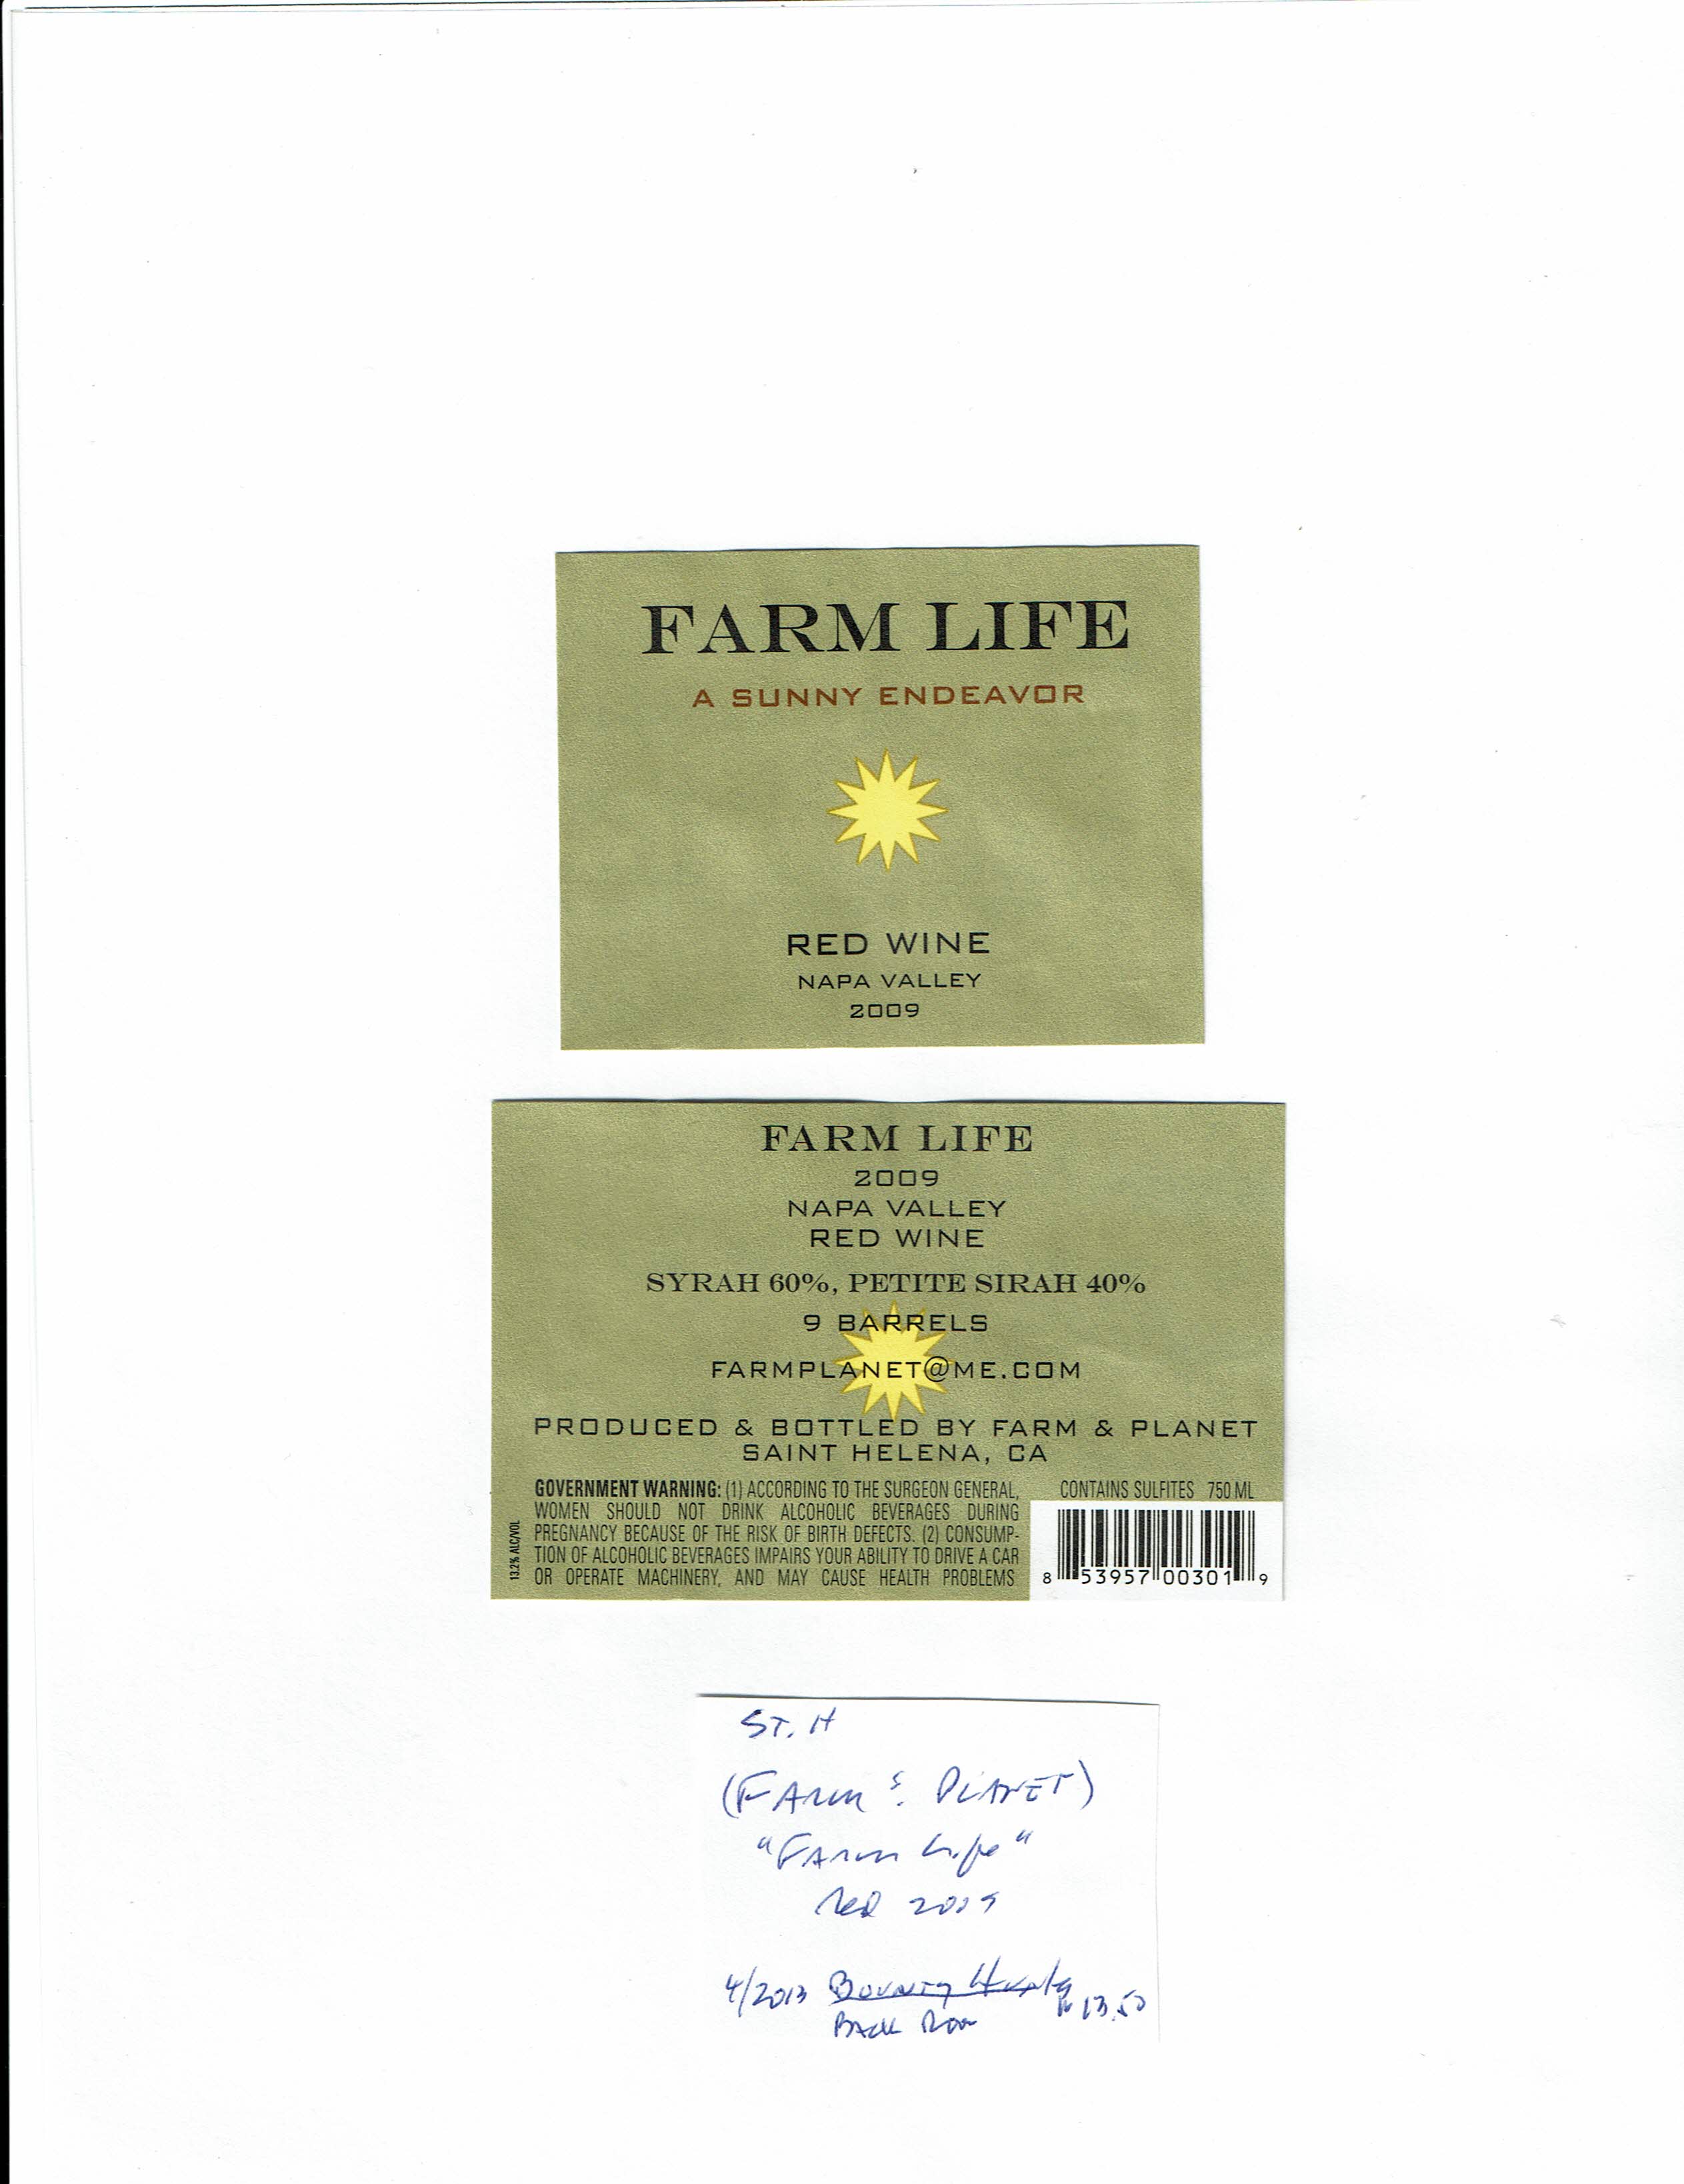 FARM LIFE
A SUNNY ENDEAVOR
RED WINE
NAPA VALLEY
2009
FARM LIFE
2009
NAPA VALLEY
RED WINE
SYRAH 60%, PETITE SIRAH 40%
9 BARRELS
FARMPLANET@ME.COM
PRODUCED & BOTTLED BY FARM & PLANET
SAINT HELENA, CA
GOVERNMENT WARNING: (1) ACCORDING TO THE SURGEON GENERAL,
WOMEN SHOULD NOT DRINK ALCOHOLIC BEVERAGES DURING
PREGNANCY BECAUSE OF THE RISK OF BIRTH DEFECTS. (2) CONSUMP-
TION OF ALCOHOLIC BEVERAGES IMPAIRS YOUR ABILITY TO DRIVE A CAR
OR OPERATE MACHINERY, AND MAY CAUSE HEALTH PROBLEMS
13.2% ALC/VOL
CONTAINS SULFITES 750 ML
8 53957 00301 9
ST. H
(FARM & PLANET)
"FARM Life"
Red 2009
4/2013 Bounty Hunter 13.50
BACK ROOM